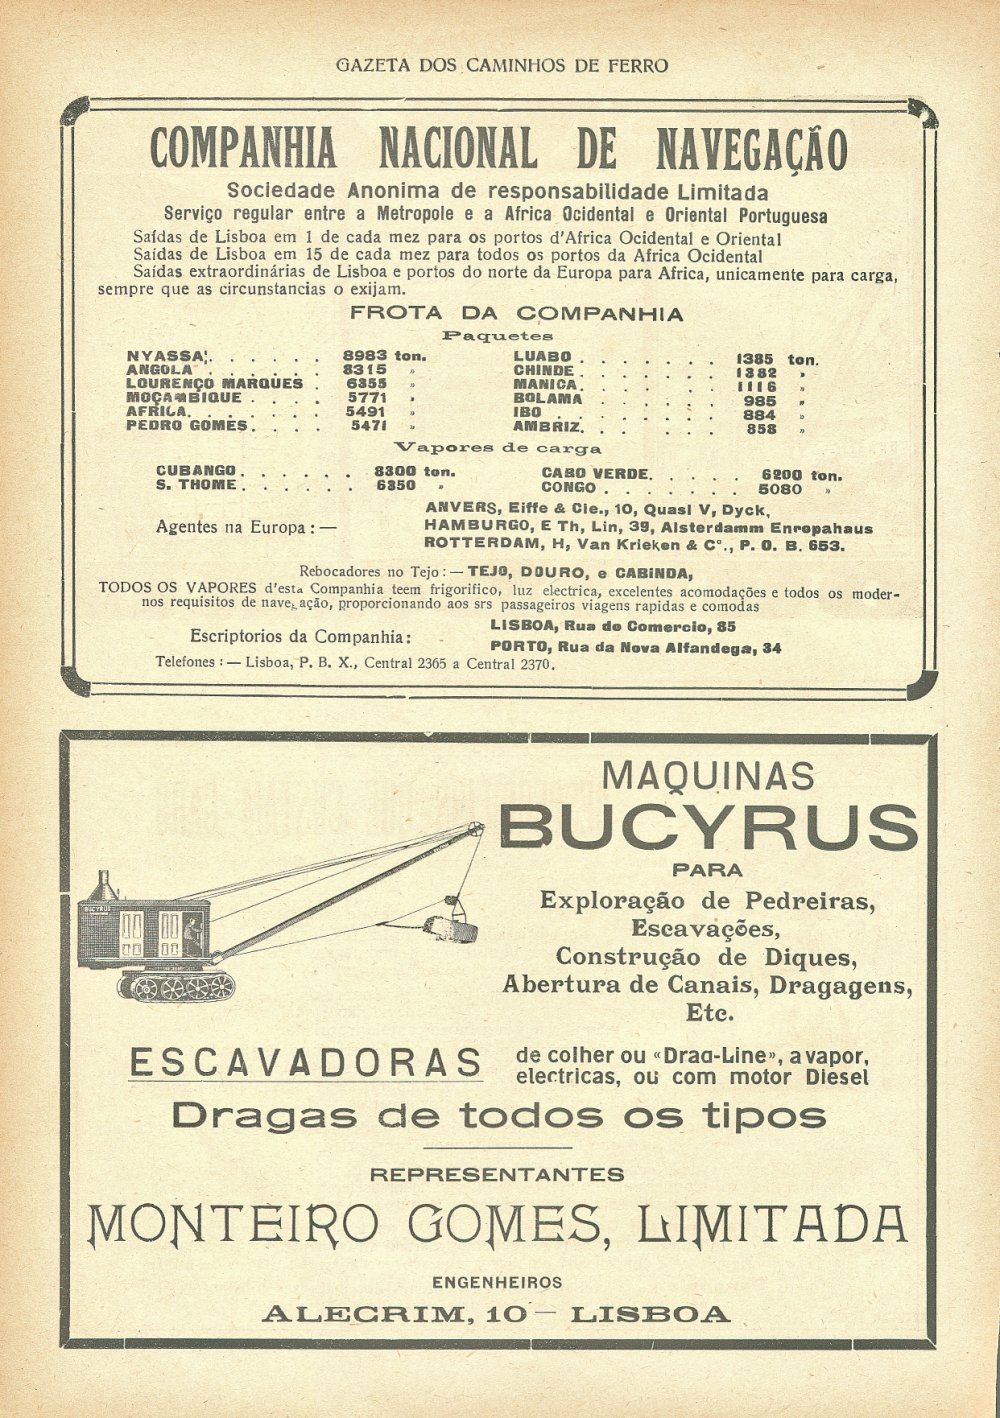 GAZETA DOS CAMINHOS DE FERRO
COMPANHIA NACIONAL DE NAVEGAÇÃO
Sociedade Anonima de responsabilidade Limitada
Serviço regular entre a Metropole e a Africa Ocidental e Oriental Portuguesa
Saídas de Lisboa em 1 de cada mez para os portos d'Africa Ocidental e Oriental
Saídas de Lisboa em 15 de cada mez para todos os portos da Africa Ocidental
Saídas extraordinárias de Lisboa e portos do norte da Europa para Africa, unicamente para carga,
sempre que as circunstancias o exijam.
FROTA DA COMPANHIA
Paquetes
NYASSA . . . . . . 8983 ton.
ANGOLA . . . . . . 8315 »
LOURENÇO MARQUES . 6355 »
MOÇAMBIQUE . . . . 5771 »
AFRICA. . . . . . . 5491 »
PEDRO GOMES. . . . 5471 »
LUABO . . . . . . . 1385 ton.
CHINDE . . . . . . . 1382 »
MANICA. . . . . . . 1116 »
BOLAMA . . . . . . 985 »
IBO . . . . . . . . 884 »
AMBRIZ. . . . . . . 858 »
Vapores de carga
CUBANGO . . . . . . 8300 ton.
S. THOME . . . . . . 6350 »
CABO VERDE. . . . . 6200 ton.
CONGO . . . . . . . 5080 »
Agentes na Europa : —
ANVERS, Eiffe & Cie., 10, Quasi V, Dyck,
HAMBURGO, E Th, Lin, 39, Alsterdamm Enropahaus
ROTTERDAM, H, Van Krieken & C°., P. O. B. 653.
Rebocadores no Tejo : — TEJO, DOURO, e CABINDA,
TODOS OS VAPORES d'esta Companhia teem frigorifico, luz electrica, excelentes acomodações e todos os moder-
nos requisitos de navegação, proporcionando aos srs passageiros viagens rapidas e comodas
Escriptorios da Companhia:
LISBOA, Rua do Comercio, 85
PORTO, Rua da Nova Alfandega, 34
Telefones : — Lisboa, P. B. X., Central 2365 a Central 2370.
MAQUINAS
BUCYRUS
PARA
Exploração de Pedreiras,
Escavações,
Construção de Diques,
Abertura de Canais, Dragagens,
Etc.
BUCYRUS
ESCAVADORAS
de colher ou «Drag-Line», a vapor,
electricas, ou com motor Diesel
Dragas de todos os tipos
REPRESENTANTES
MONTEIRO GOMES, LIMITADA
ENGENHEIROS
ALECRIM, 10 — LISBOA